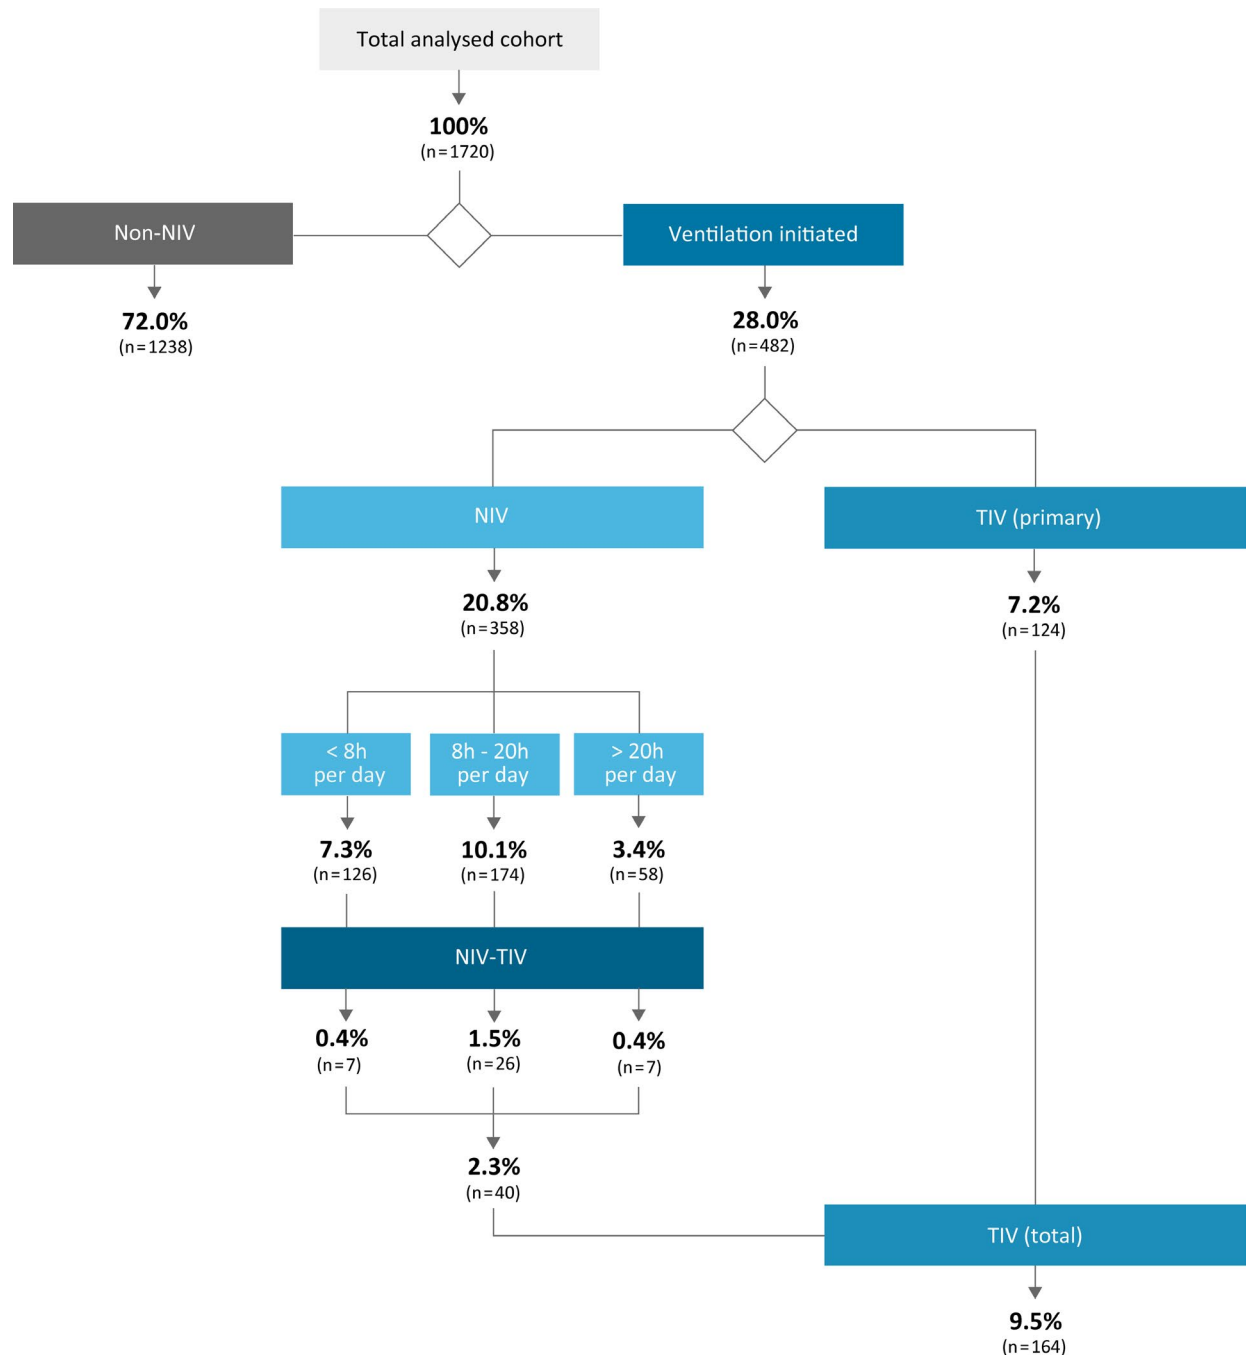 Total analysed cohort
100%
(n=1720)
Non-NIV
Ventilation initiated
72.0%
(n=1238)
28.0%
(n=482)
NIV
TIV (primary)
20.8%
(n=358)
7.2%
(n=124)
< 8h
per day
8h - 20h
per day
> 20h
per day
7.3%
(n=126)
10.1%
(n=174)
3.4%
(n=58)
NIV-TIV
0.4%
(n=7)
1.5%
(n=26)
0.4%
(n=7)
2.3%
(n=40)
TIV (total)
9.5%
(n=164)